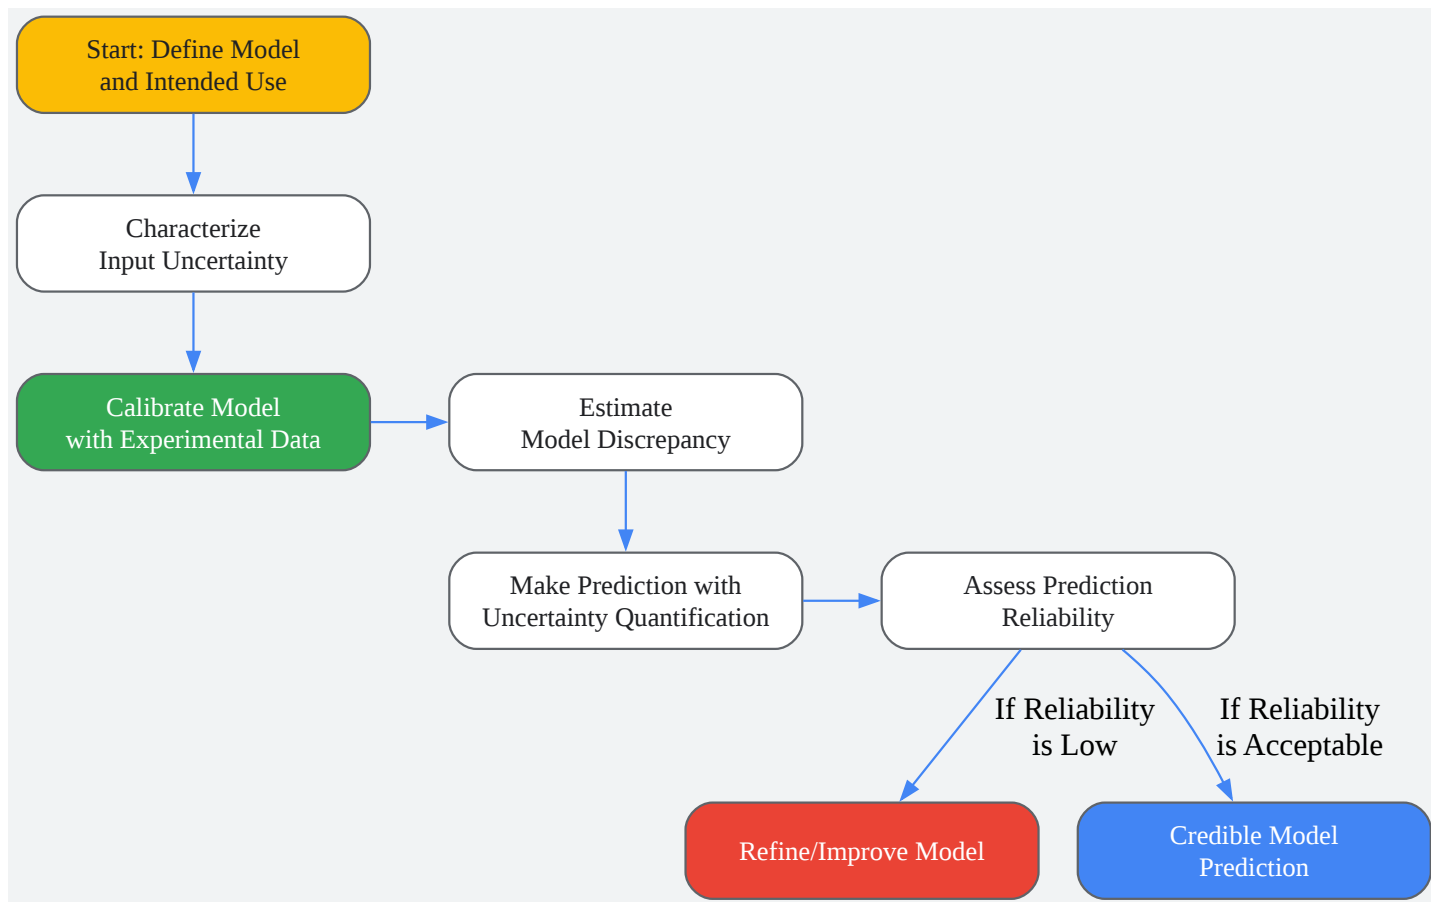 Start: Define Model
and Intended Use
Characterize
Input Uncertainty
Calibrate Model
with Experimental Data
Estimate
Model Discrepancy
Make Prediction with
Uncertainty Quantification
Assess Prediction
Reliability
If Reliability
is Low
If Reliability
is Acceptable
Refine/Improve Model
Credible Model
Prediction